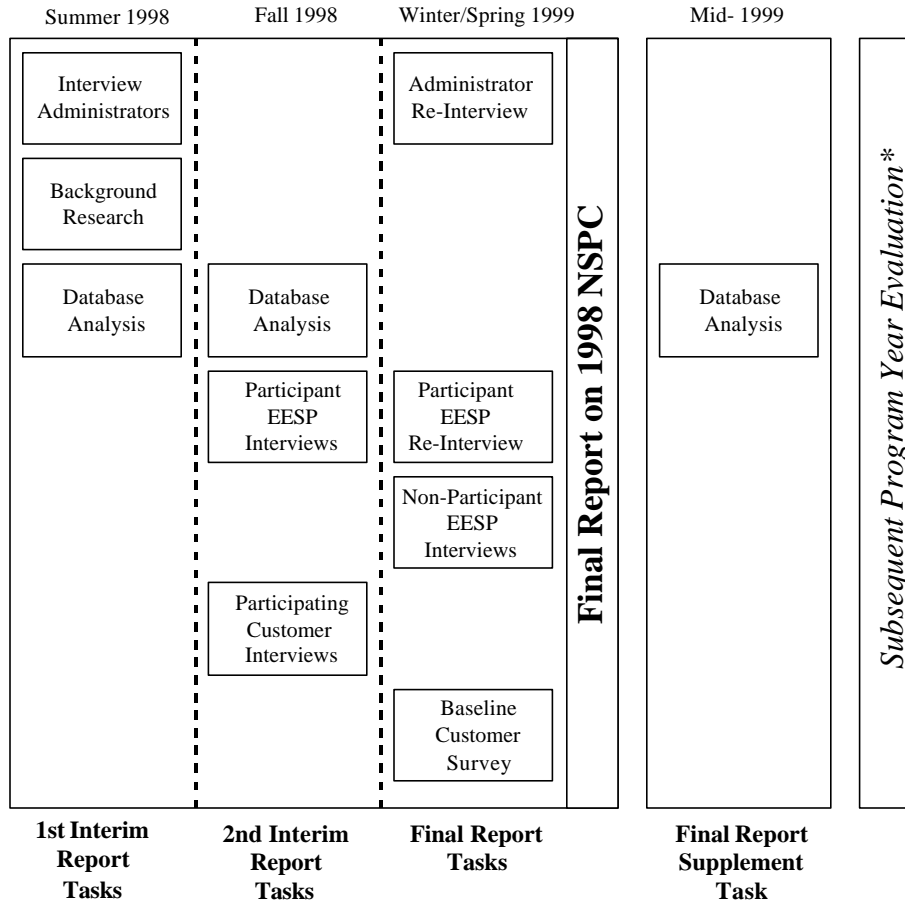 Summer 1998
Fall 1998
Winter/Spring 1999
Mid- 1999
Interview
Administrators
Administrator
Re-Interview
Background
Research
Database
Analysis
Database
Analysis
Database
Analysis
Participant
EESP
Interviews
Participant
EESP
Re-Interview
Non-Participant
EESP
Interviews
Participating
Customer
Interviews
Baseline
Customer
Survey
Final Report on 1998 NSPC
Subsequent Program Year Evaluation*
1st Interim
Report
Tasks
2nd Interim
Report
Tasks
Final Report
Tasks
Final Report
Supplement
Task